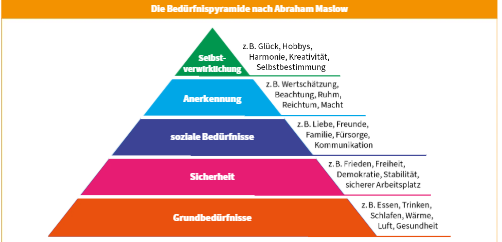 Die Bedürfnispyramide nach Abraham Maslow
Selbst-
verwirklichung
z. B. Glück, Hobbys,
Harmonie, Kreativität,
Selbstbestimmung
Anerkennung
z. B. Wertschätzung,
Beachtung, Ruhm,
Reichtum, Macht
soziale Bedürfnisse
z. B. Liebe, Freunde,
Familie, Fürsorge,
Kommunikation
Sicherheit
z. B. Frieden, Freiheit,
Demokratie, Stabilität,
sicherer Arbeitsplatz
Grundbedürfnisse
z. B. Essen, Trinken,
Schlafen, Wärme,
Luft, Gesundheit